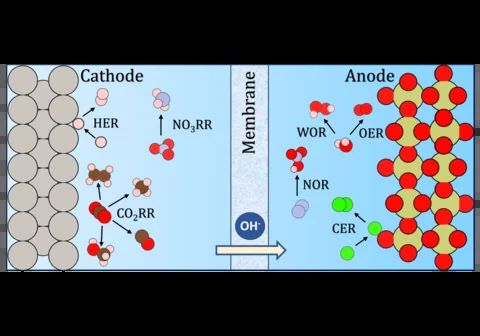 Cathode
HER
NO₃RR
CO₂RR
Membrane
OH⁻
Anode
WOR
OER
NOR
CER